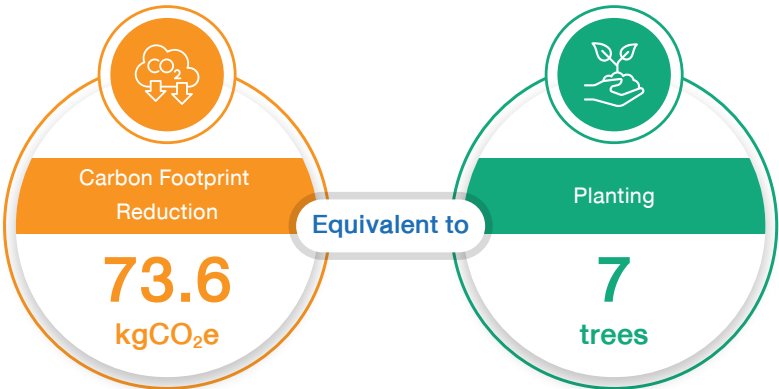 CO₂
Carbon Footprint
Reduction
73.6
kgCO₂e
Equivalent to
Planting
7
trees